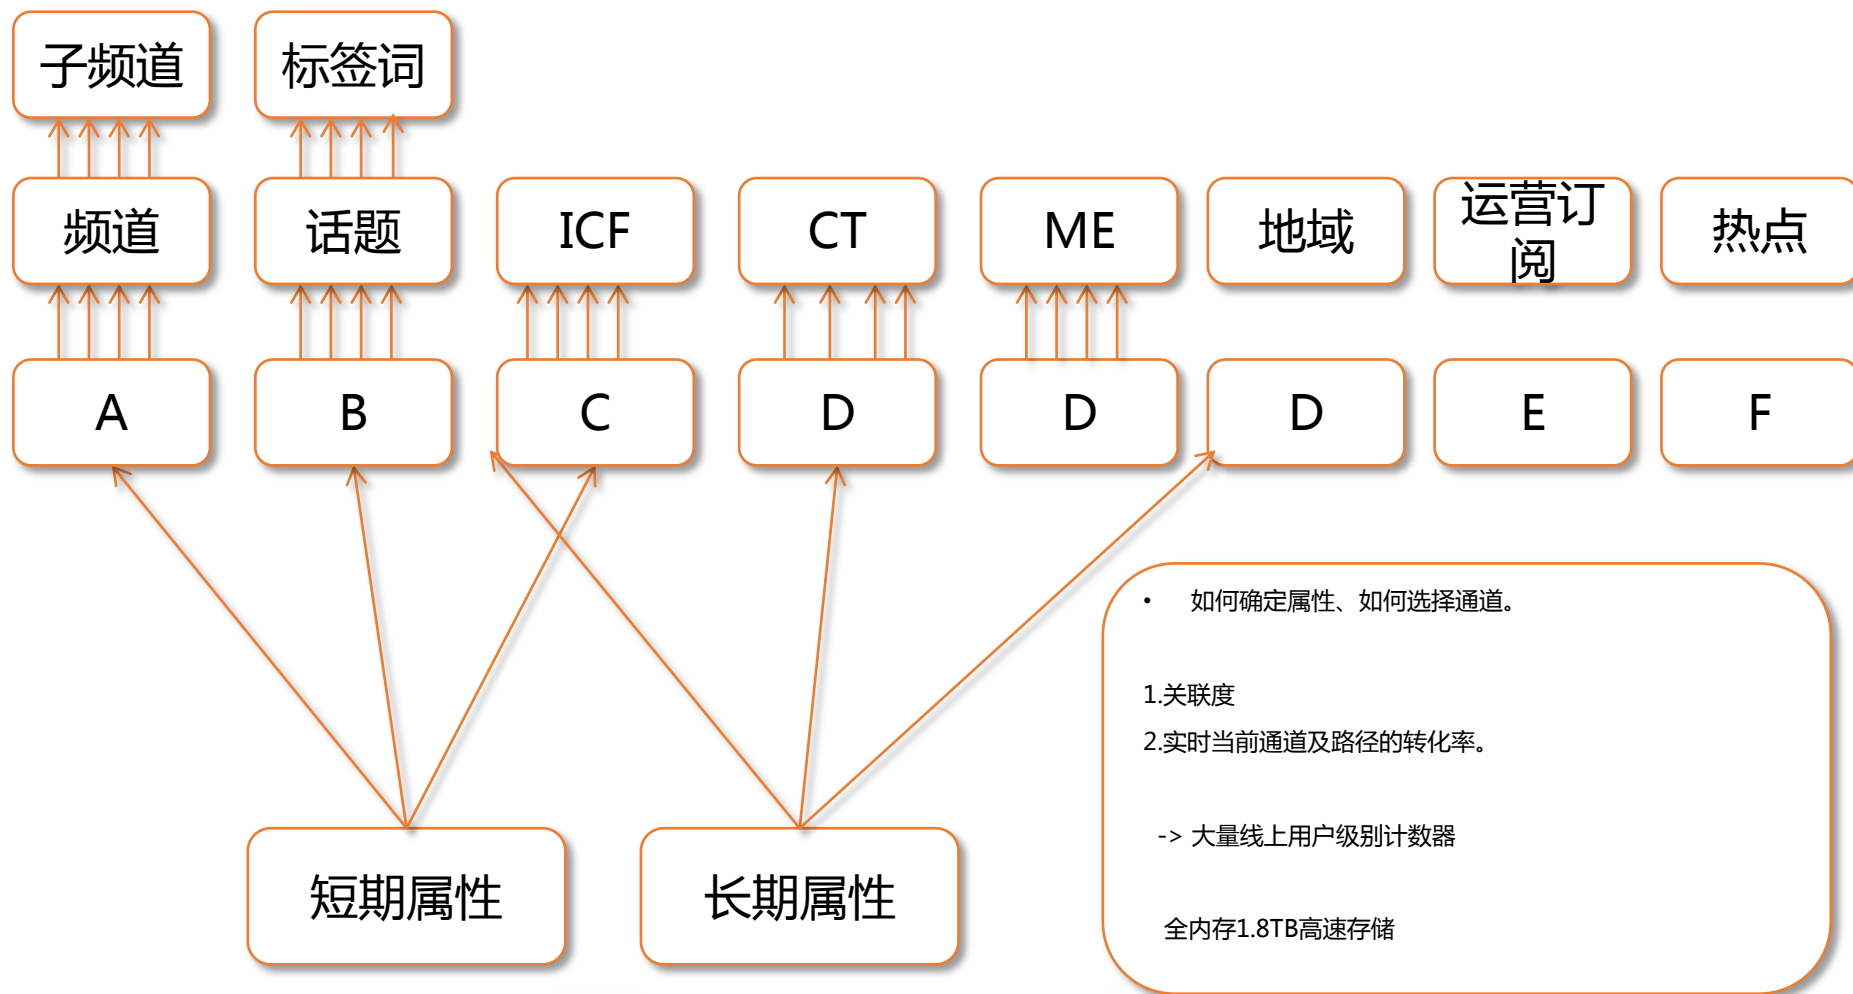 子频道
标签词
频道
话题
ICF
CT
ME
地域
运营订
阅
热点
A
B
C
D
D
D
E
F
• 如何确定属性、如何选择通道。
1.关联度
2.实时当前通道及路径的转化率。
-> 大量线上用户级别计数器
全内存1.8TB高速存储
短期属性
长期属性